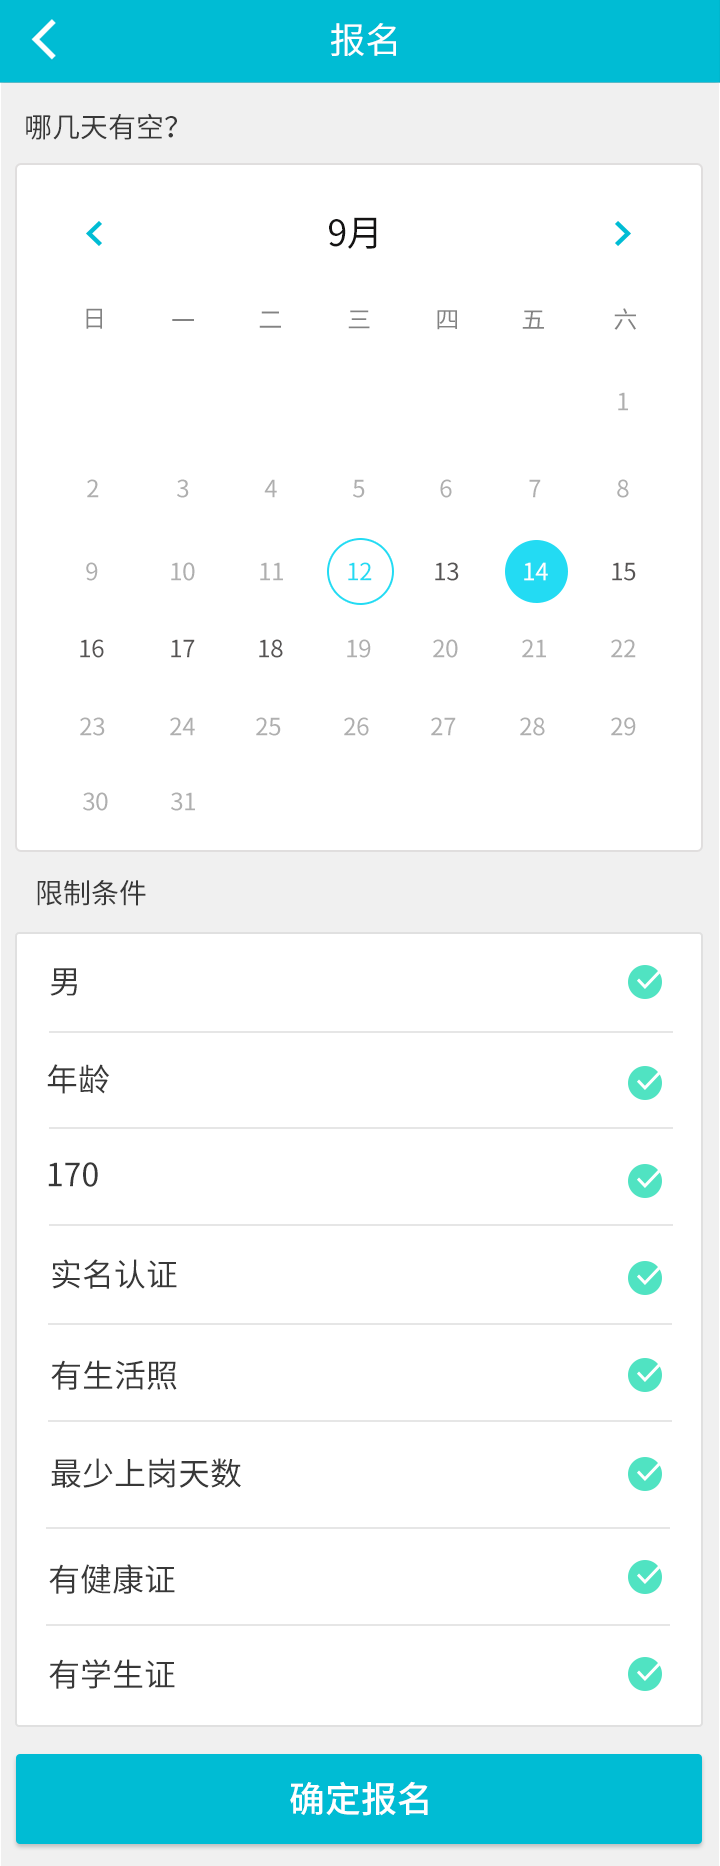 报名
哪几天有空？
9月
日 一 二 三 四 五 六
1
2 3 4 5 6 7 8
9 10 11 12 13 14 15
16 17 18 19 20 21 22
23 24 25 26 27 28 29
30 31
限制条件
男
年龄
170
实名认证
有生活照
最少上岗天数
有健康证
有学生证
确定报名